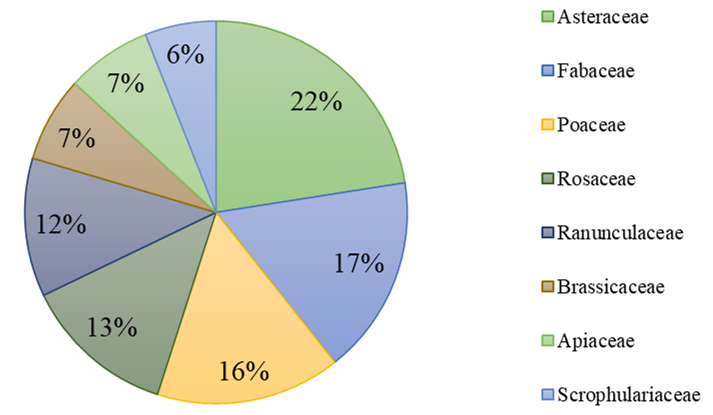 22%
17%
16%
13%
12%
7%
7%
6%
Asteraceae
Fabaceae
Poaceae
Rosaceae
Ranunculaceae
Brassicaceae
Apiaceae
Scrophulariaceae